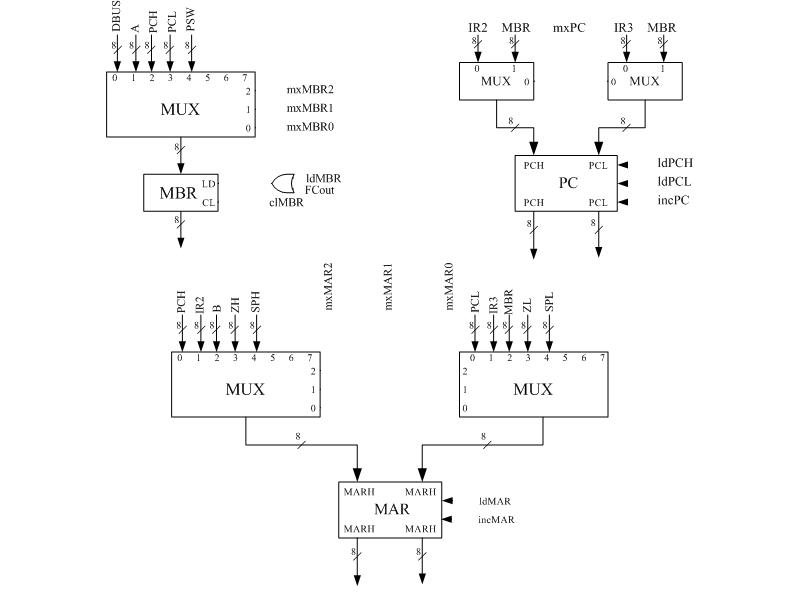 DBUS A PCH PCL PSW
8 8 8 8 8
0 1 2 3 4 5 6 7
MUX
2 mxMBR2
1 mxMBR1
0 mxMBR0
8
MBR LD CL
ldMBR
FCout
clMBR
8
IR2 MBR mxPC IR3 MBR
8 8 8 8
0 1 0 1
MUX 0 0 MUX
8 8
PCH PCL ldPCH
PC ldPCL
PCH PCL incPC
8 8
mxMAR2 mxMAR1 mxMAR0
PCH IR2 B ZH SPH
8 8 8 8 8
0 1 2 3 4 5 6 7
2
MUX 1
0
PCL IR3 MBR ZL SPL
8 8 8 8 8
0 1 2 3 4 5 6 7
2
1 MUX
0
8 8
MARH MARH ldMAR
MAR
MARH MARH incMAR
8 8